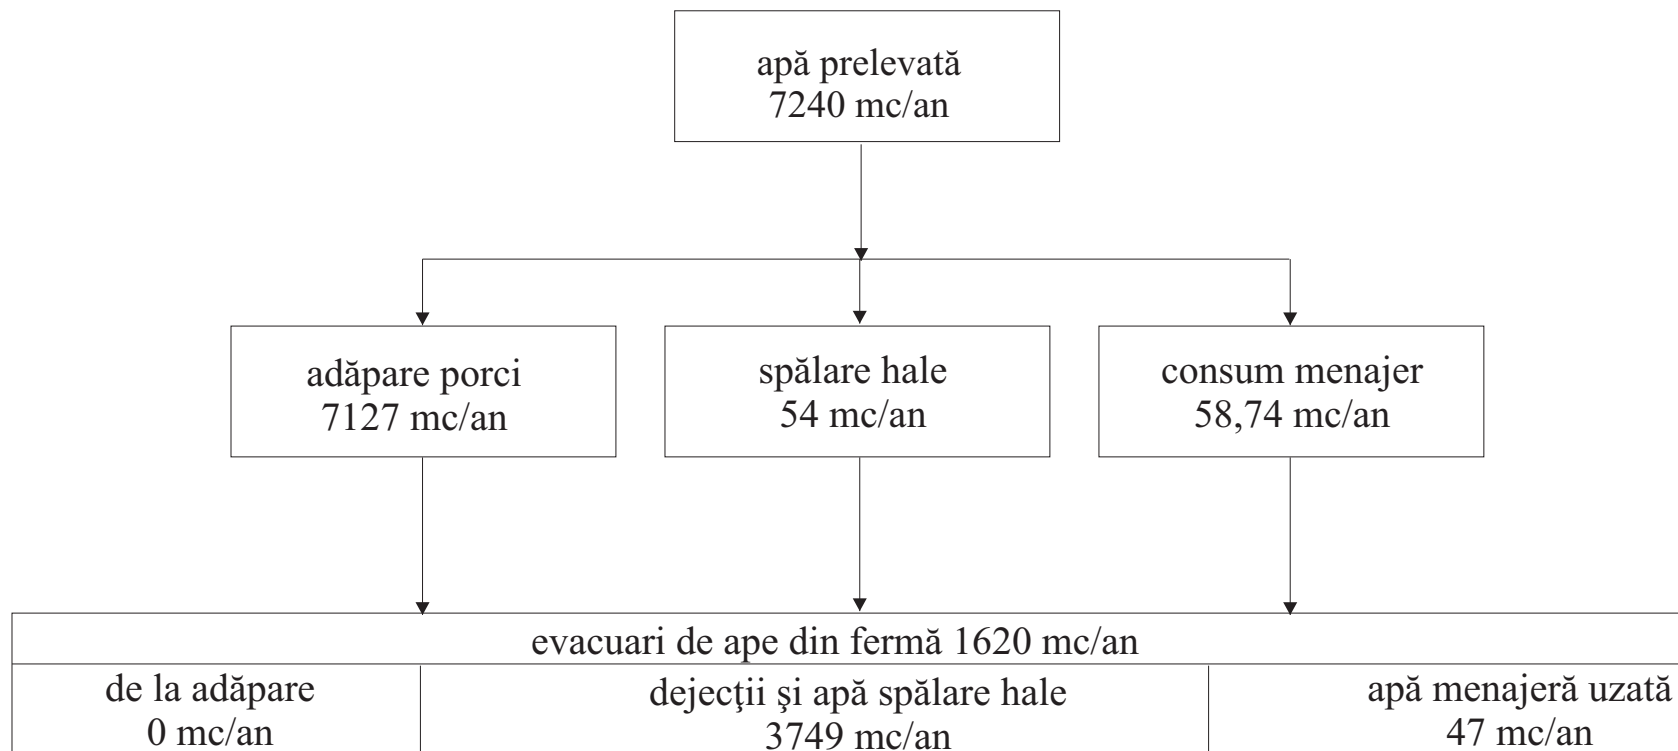 apă prelevată
7240 mc/an
adăpare porci
7127 mc/an
spălare hale
54 mc/an
consum menajer
58,74 mc/an
evacuari de ape din fermă 1620 mc/an
de la adăpare
0 mc/an
dejecţii şi apă spălare hale
3749 mc/an
apă menajeră uzată
47 mc/an